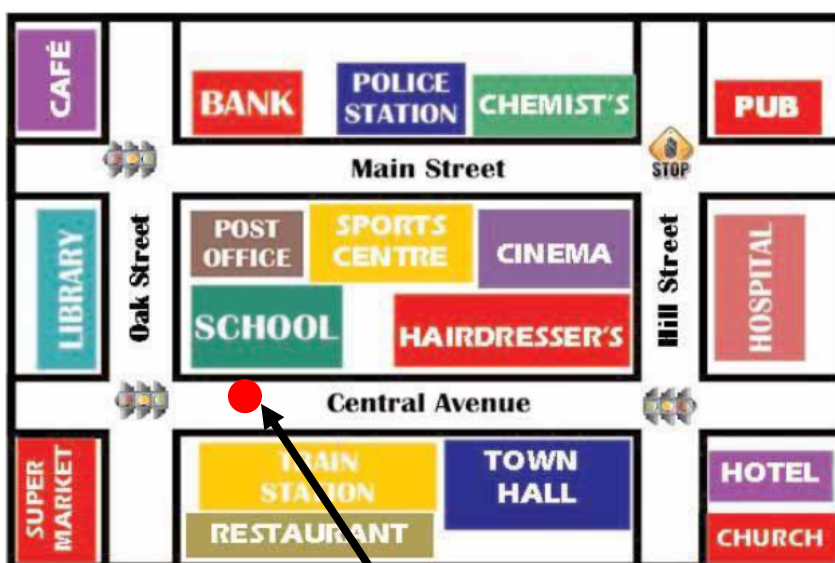 CAFÉ
BANK
POLICE
STATION
CHEMIST'S
PUB
Main Street
STOP
LIBRARY
Oak Street
POST
OFFICE
SPORTS
CENTRE
CINEMA
Hill Street
HOSPITAL
SCHOOL
HAIRDRESSER'S
Central Avenue
SUPER
MARKET
TRAIN
STATION
TOWN
HALL
HOTEL
RESTAURANT
CHURCH